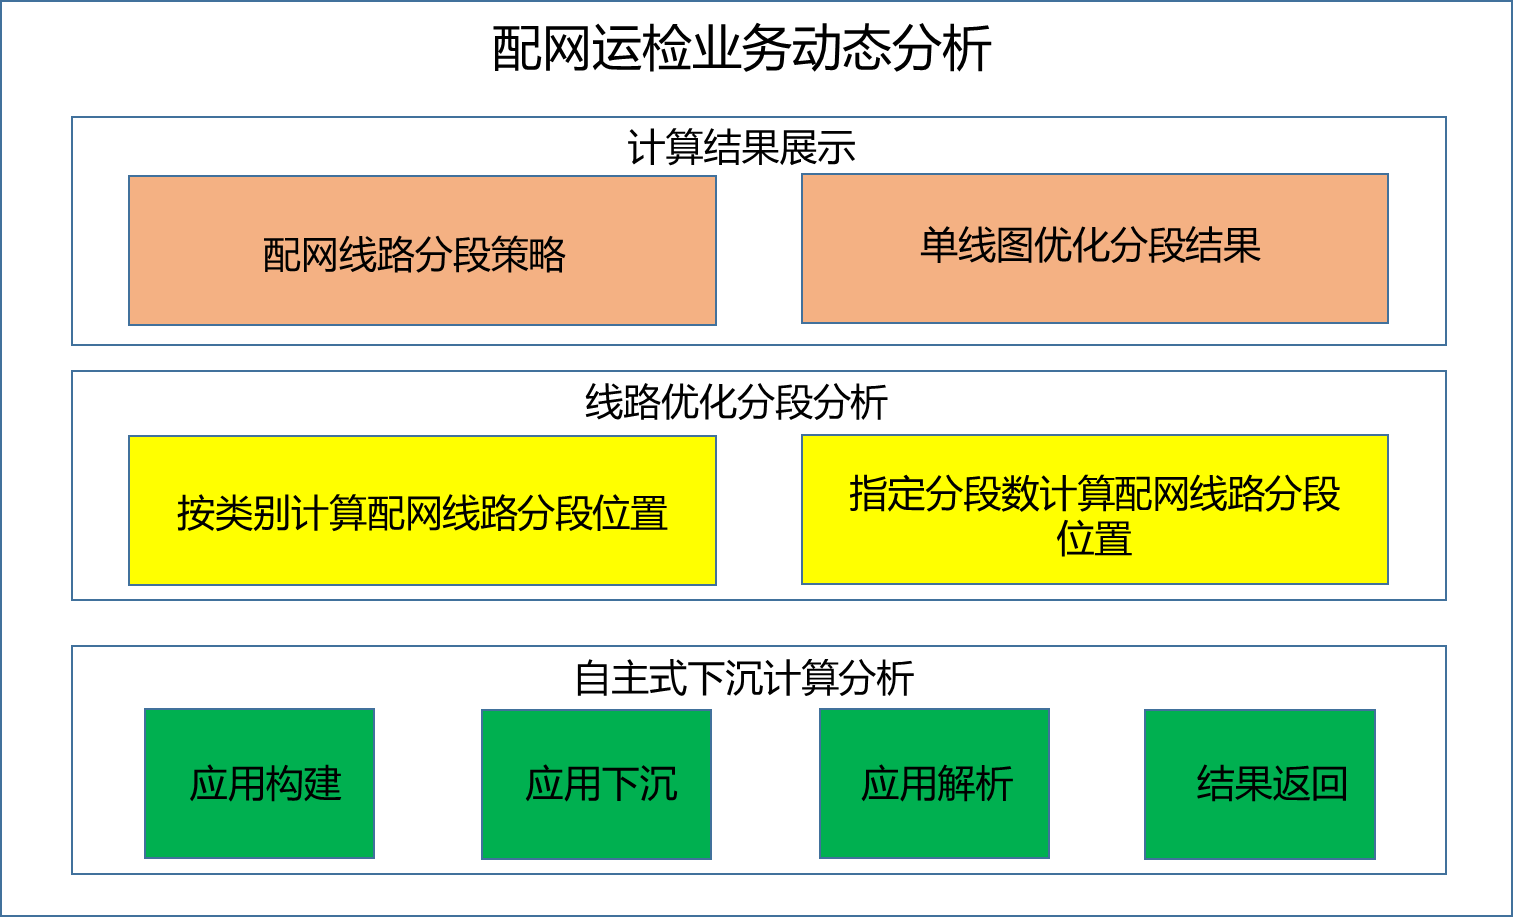 配网运检业务动态分析
计算结果展示
配网线路分段策略
单线图优化分段结果
线路优化分段分析
按类别计算配网线路分段位置
指定分段数计算配网线路分段
位置
自主式下沉计算分析
应用构建
应用下沉
应用解析
结果返回